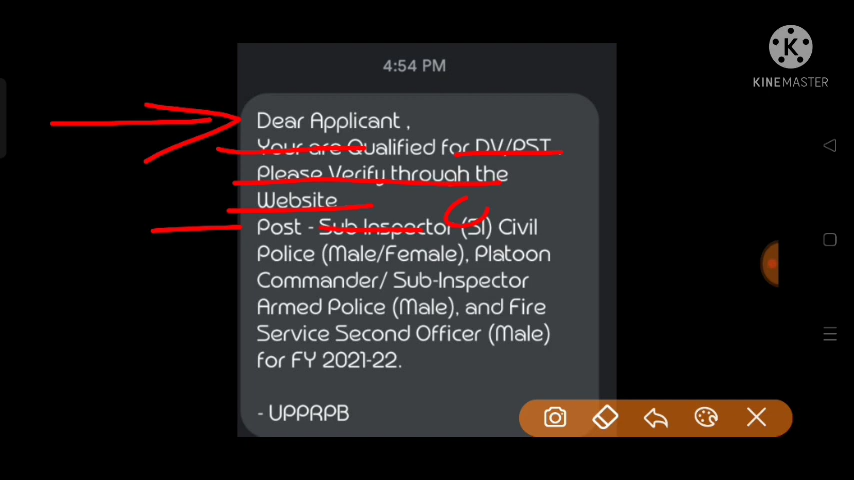 4:54 PM
K
KINEMASTER
Dear Applicant ,
You are Qualified for DV/PST .
Please Verify through the
Website
Post - Sub Inspector (SI) Civil
Police (Male/Female), Platoon
Commander/ Sub-Inspector
Armed Police (Male), and Fire
Service Second Officer (Male)
for FY 2021-22.
- UPPRPB